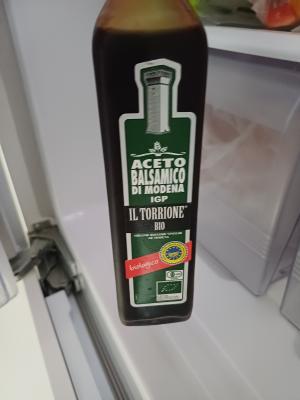 ACETO
BALSAMICO
DI MODENA
IGP
IL TORRIONE
BIO
biologico